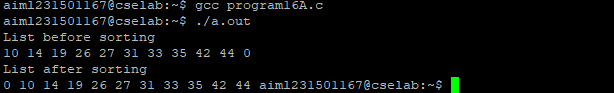 aiml231501167@cselab:~$ gcc program16A.c
aiml231501167@cselab:~$ ./a.out
List before sorting
10 14 19 26 27 31 33 35 42 44 0
List after sorting
0 10 14 19 26 27 31 33 35 42 44 aiml231501167@cselab:~$